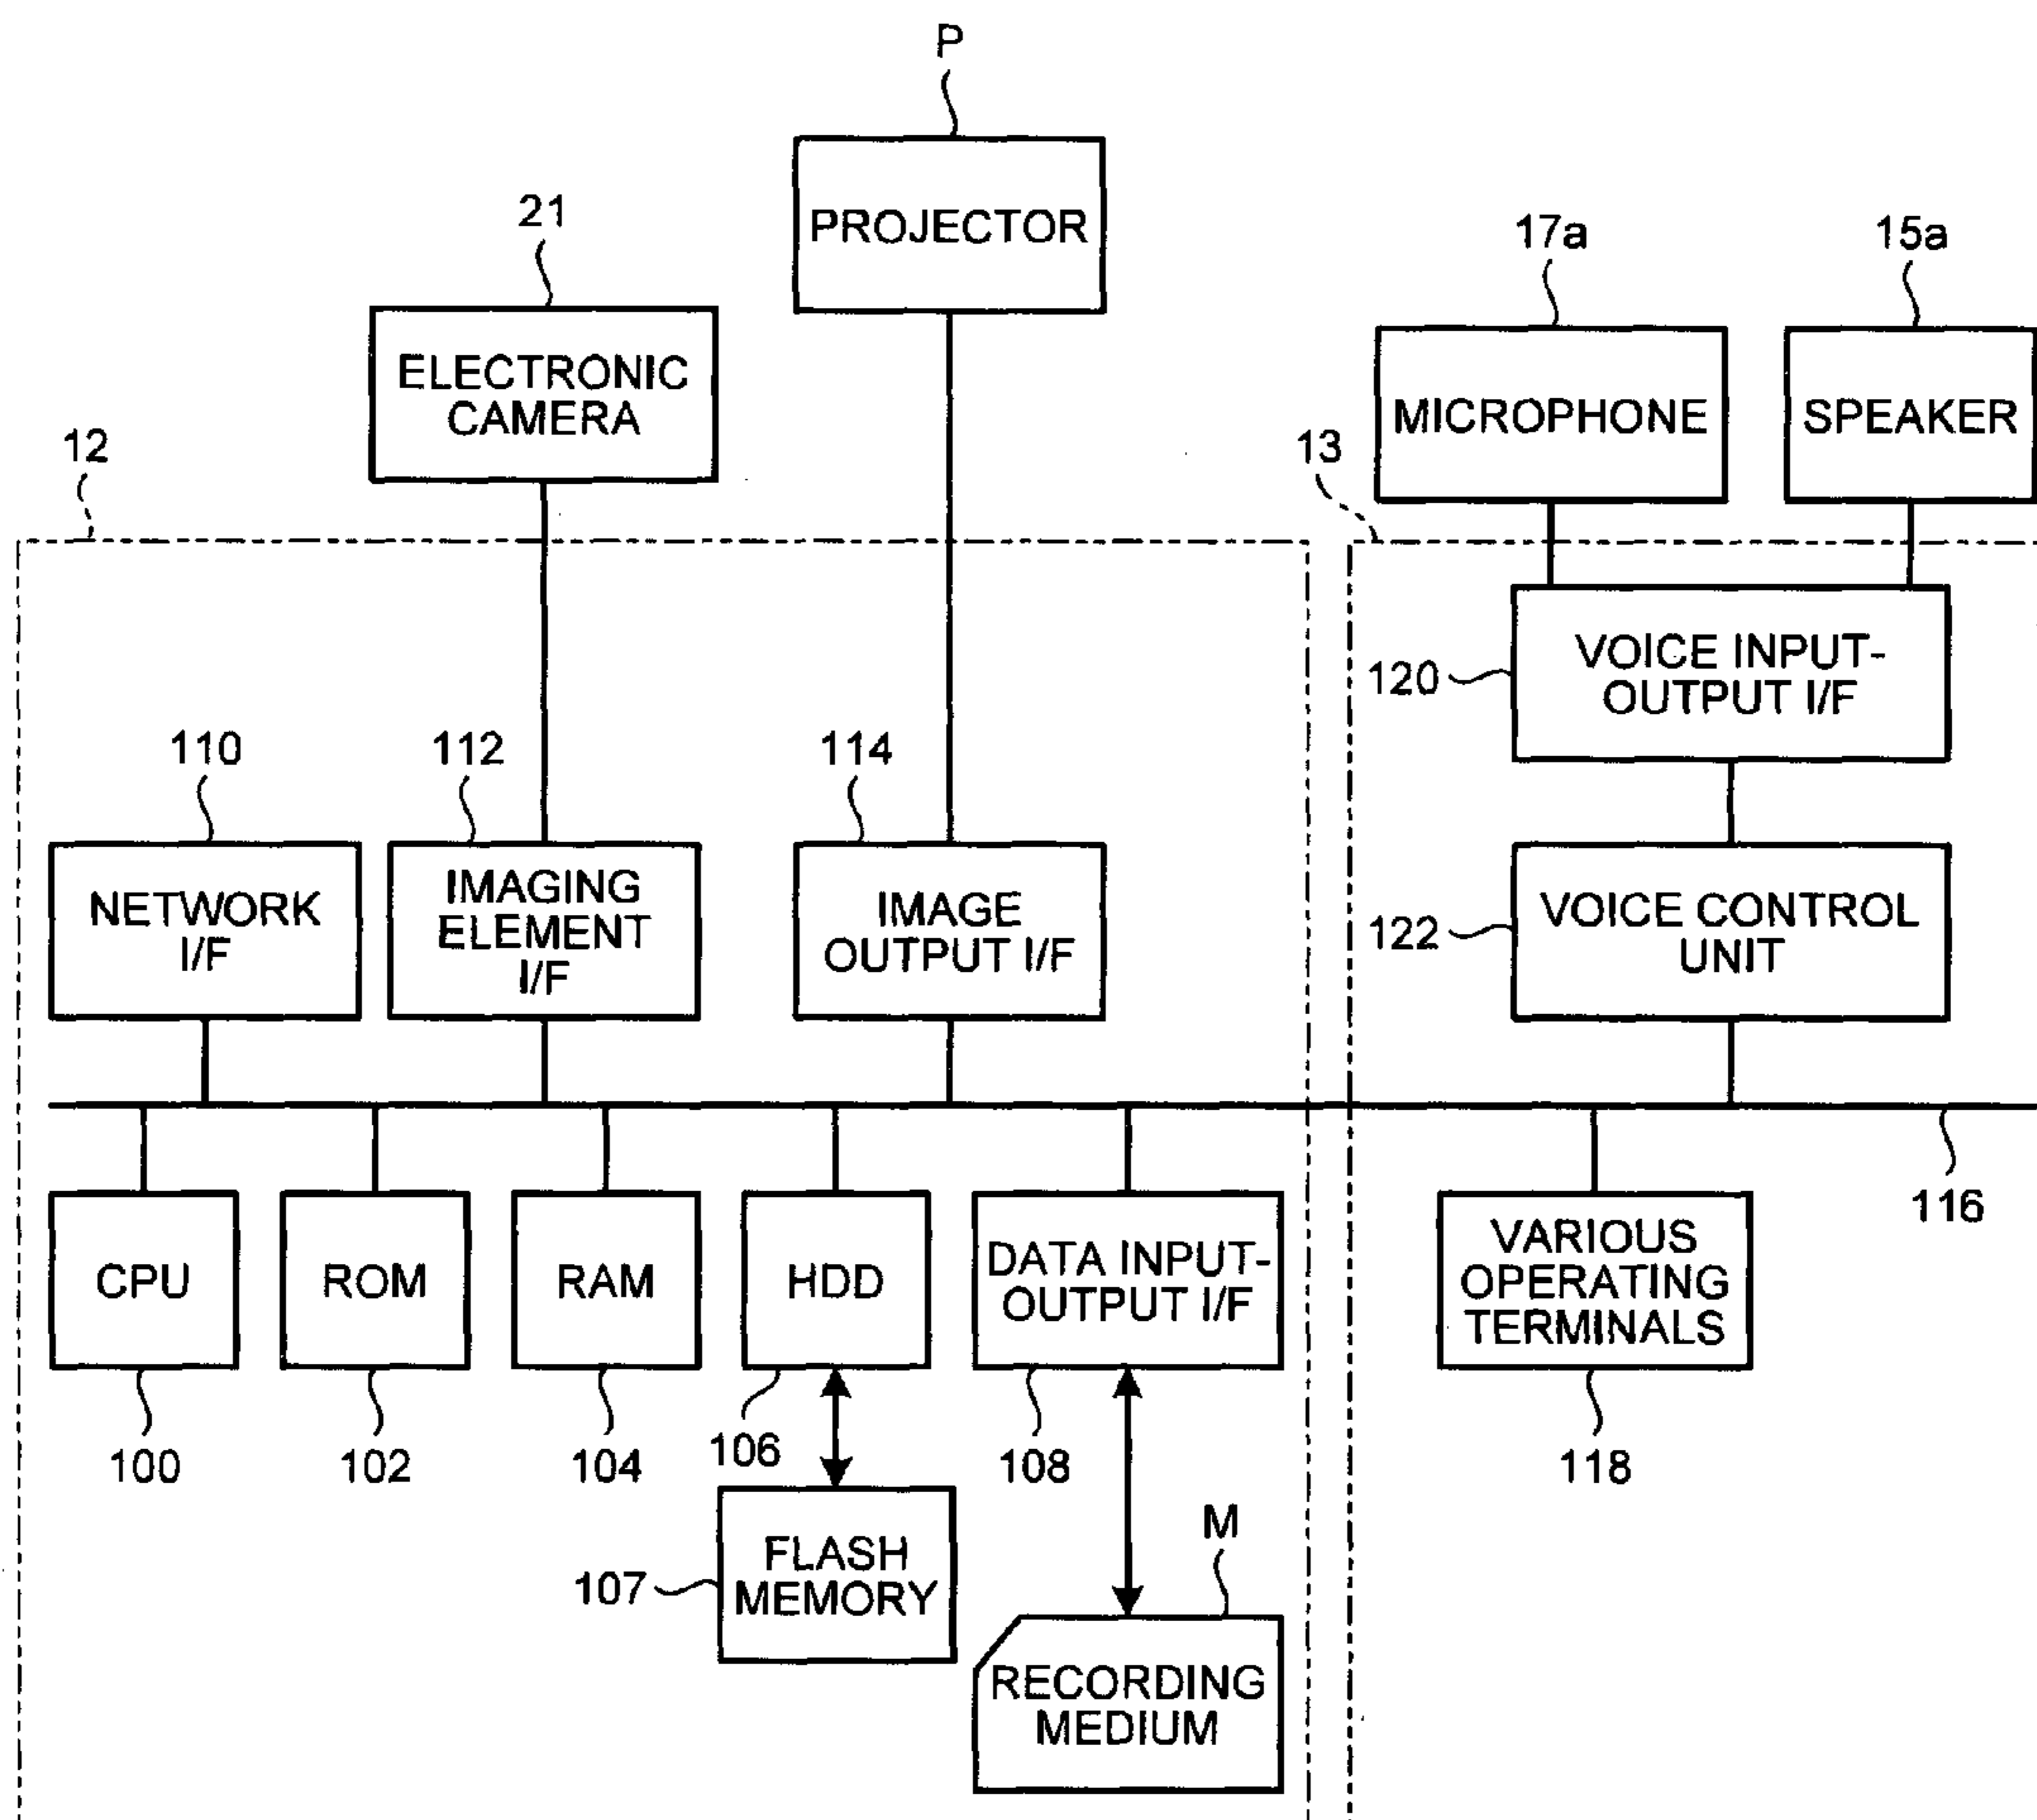 P
PROJECTOR
21
ELECTRONIC
CAMERA
17a
MICROPHONE
15a
SPEAKER
12
13
120
VOICE INPUT-
OUTPUT I/F
110
NETWORK
I/F
112
IMAGING
ELEMENT
I/F
114
IMAGE
OUTPUT I/F
122
VOICE CONTROL
UNIT
116
CPU
100
ROM
102
RAM
104
HDD
106
DATA INPUT-
OUTPUT I/F
108
VARIOUS
OPERATING
TERMINALS
118
107
FLASH
MEMORY
M
RECORDING
MEDIUM